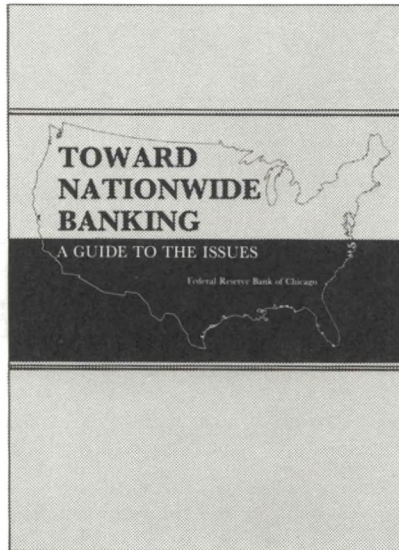 TOWARD
NATIONWIDE
BANKING
A GUIDE TO THE ISSUES
Federal Reserve Bank of Chicago